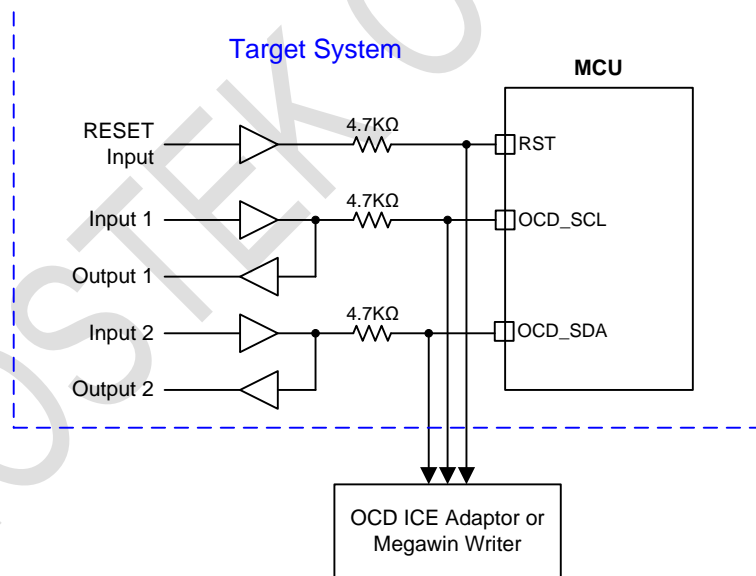 Target System
MCU
RESET
Input
4.7KΩ
RST
Input 1
4.7KΩ
OCD_SCL
Output 1
Input 2
4.7KΩ
OCD_SDA
Output 2
OCD ICE Adaptor or
Megawin Writer